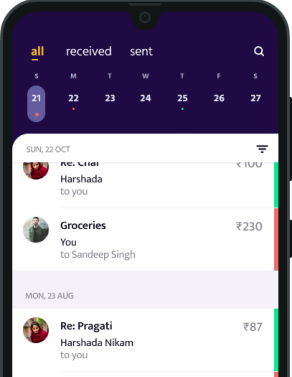 all received sent
S M T W T F S
21 22 23 24 25 26 27
SUN, 22 OCT
Re: Chai ₹100
Harshada
to you
Groceries ₹230
You
to Sandeep Singh
MON, 23 AUG
Re: Pragati ₹87
Harshada Nikam
to you